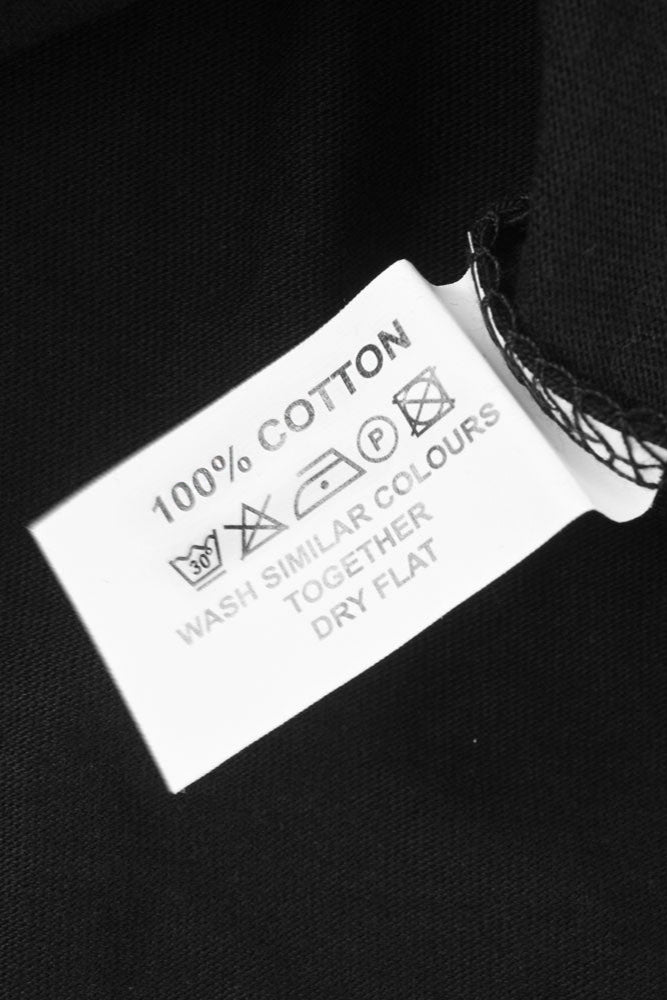 100% COTTON
30° P
WASH SIMILAR COLOURS
TOGETHER
DRY FLAT